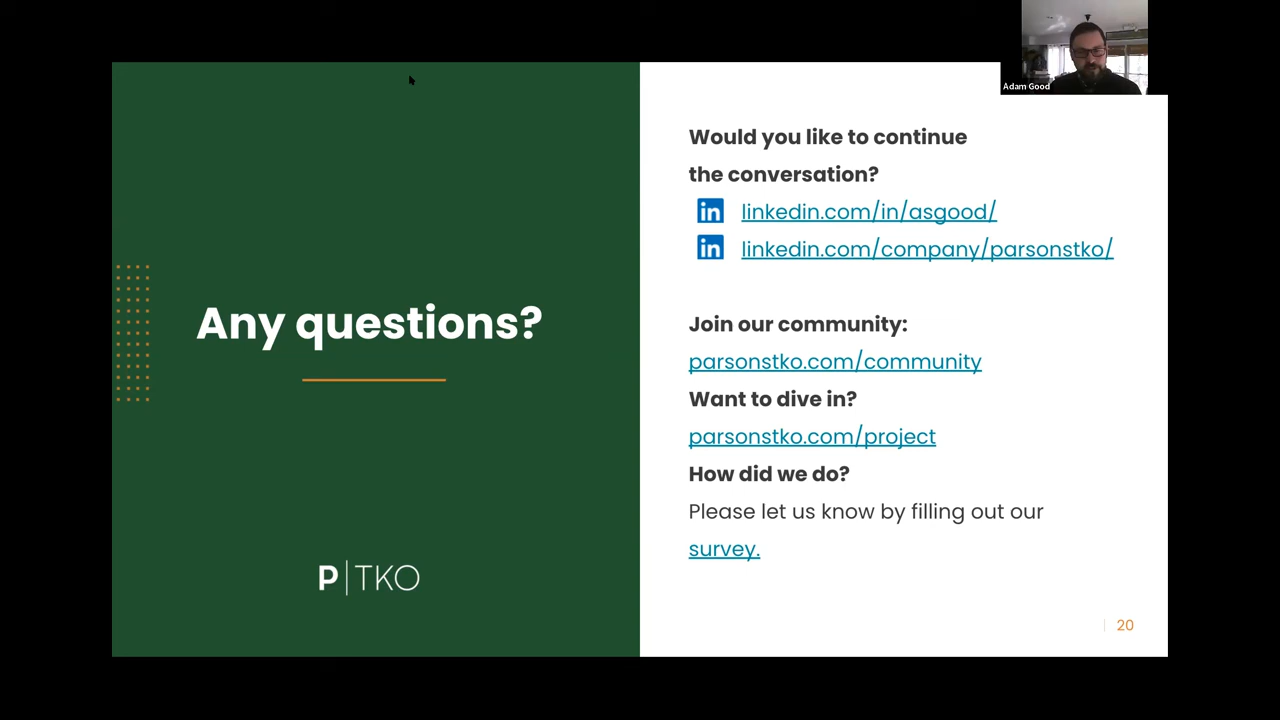 Adam Good
Any questions?
P|TKO
Would you like to continue
the conversation?
in linkedin.com/in/asgood/
in linkedin.com/company/parsonstko/
Join our community:
parsonstko.com/community
Want to dive in?
parsonstko.com/project
How did we do?
Please let us know by filling out our
survey.
20